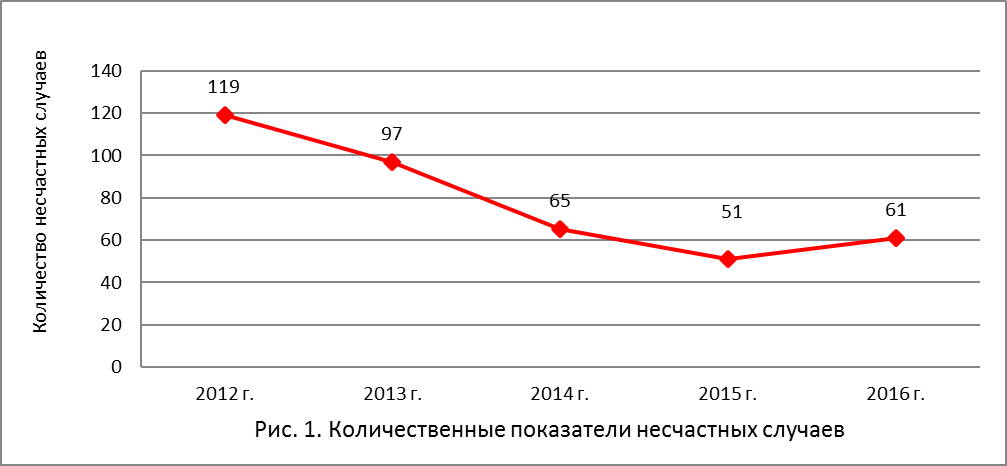 Количество несчастных случаев
140
120
100
80
60
40
20
0
119
97
65
51
61
2012 г.
2013 г.
2014 г.
2015 г.
2016 г.
Рис. 1. Количественные показатели несчастных случаев